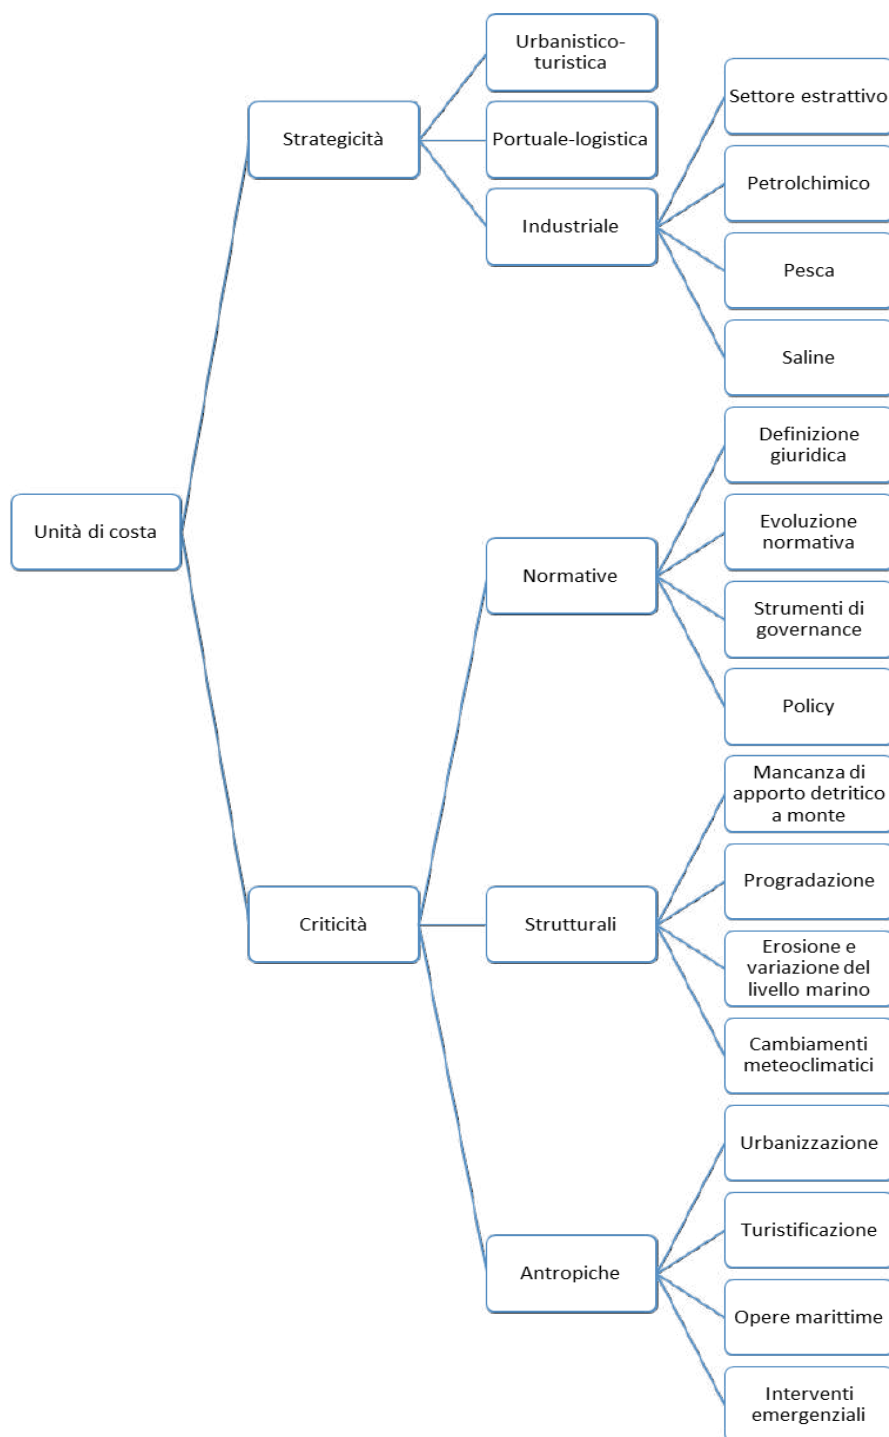 Urbanistico-
turistica
Settore estrattivo
Strategicità
Portuale-logistica
Petrolchimico
Industriale
Pesca
Saline
Definizione
giuridica
Unità di costa
Evoluzione
normativa
Normative
Strumenti di
governance
Policy
Mancanza di
apporto detritico
a monte
Progradazione
Criticità
Strutturali
Erosione e
variazione del
livello marino
Cambiamenti
meteoclimatici
Urbanizzazione
Turistificazione
Antropiche
Opere marittime
Interventi
emergenziali